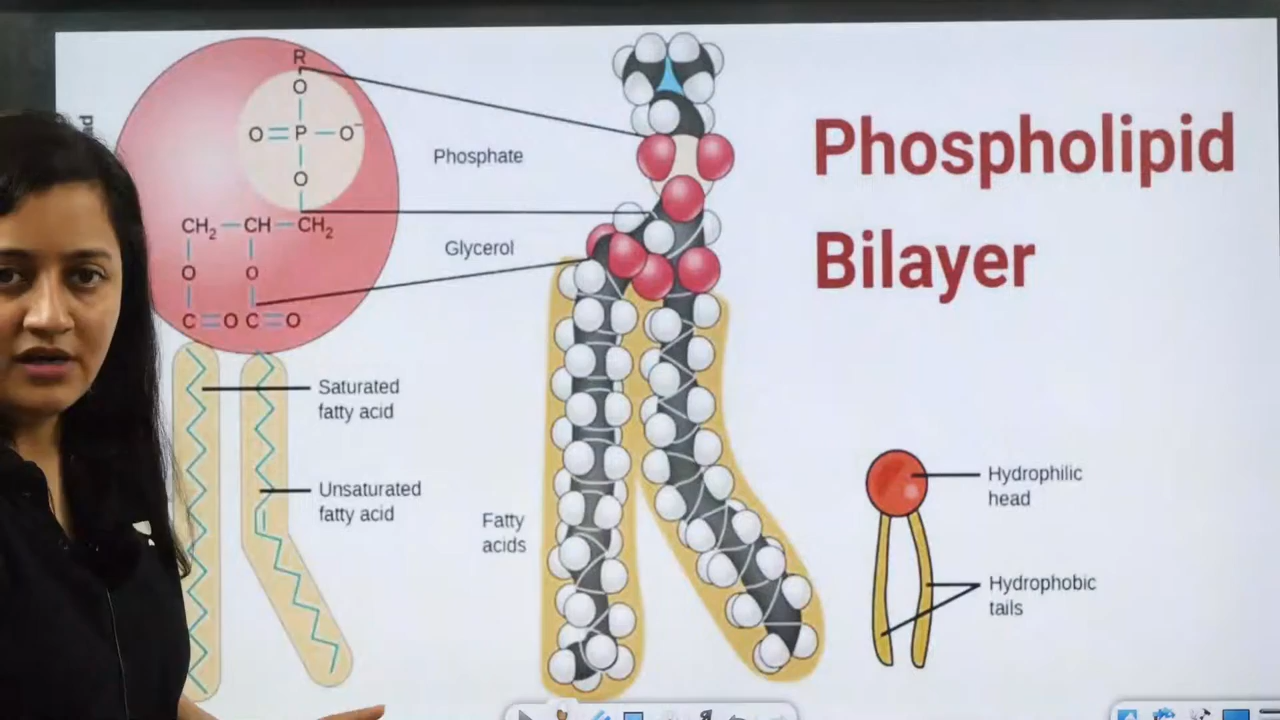 Phospholipid
Bilayer
R
O
O=P—O⁻
O
CH₂—CH—CH₂
O O
C=O C=O
Phosphate
Glycerol
Saturated
fatty acid
Unsaturated
fatty acid
Fatty
acids
Hydrophilic
head
Hydrophobic
tails